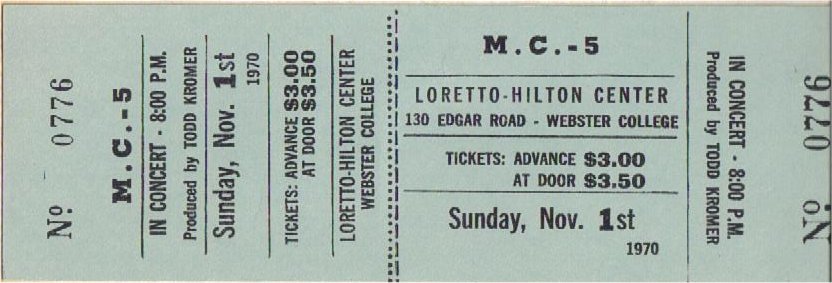 Nº 0776
M.C.-5
IN CONCERT - 8:00 P.M.
Produced by TODD KROMER
Sunday, Nov. 1st
1970
TICKETS: ADVANCE $3.00
AT DOOR $3.50
LORETTO-HILTON CENTER
WEBSTER COLLEGE
M.C.-5
LORETTO-HILTON CENTER
130 EDGAR ROAD - WEBSTER COLLEGE
TICKETS: ADVANCE $3.00
AT DOOR $3.50
Sunday, Nov. 1st
1970
IN CONCERT - 8:00 P.M.
Produced by TODD KROMER
Nº 0776